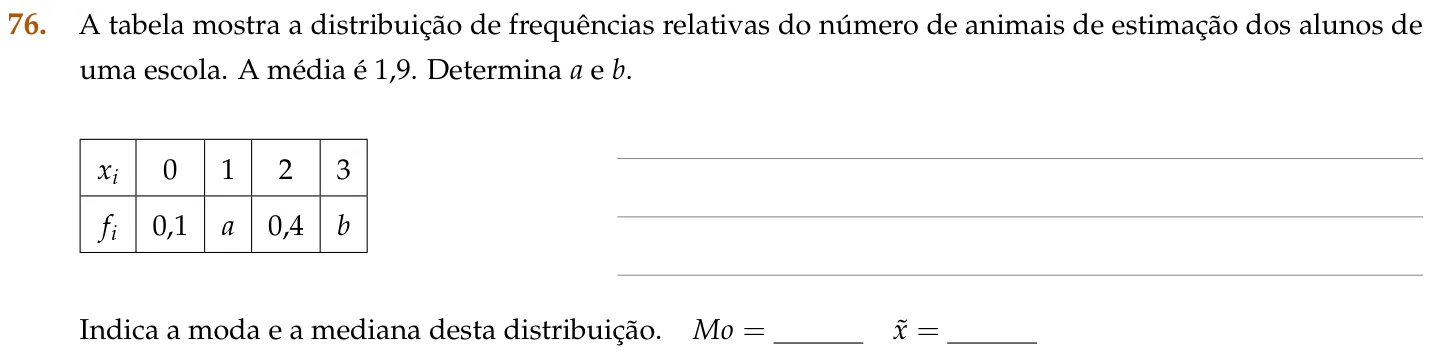 76. A tabela mostra a distribuição de frequências relativas do número de animais de estimação dos alunos de
uma escola. A média é 1,9. Determina a e b.
xᵢ 0 1 2 3
fᵢ 0,1 a 0,4 b
Indica a moda e a mediana desta distribuição. Mo = ______ x̃ = ______